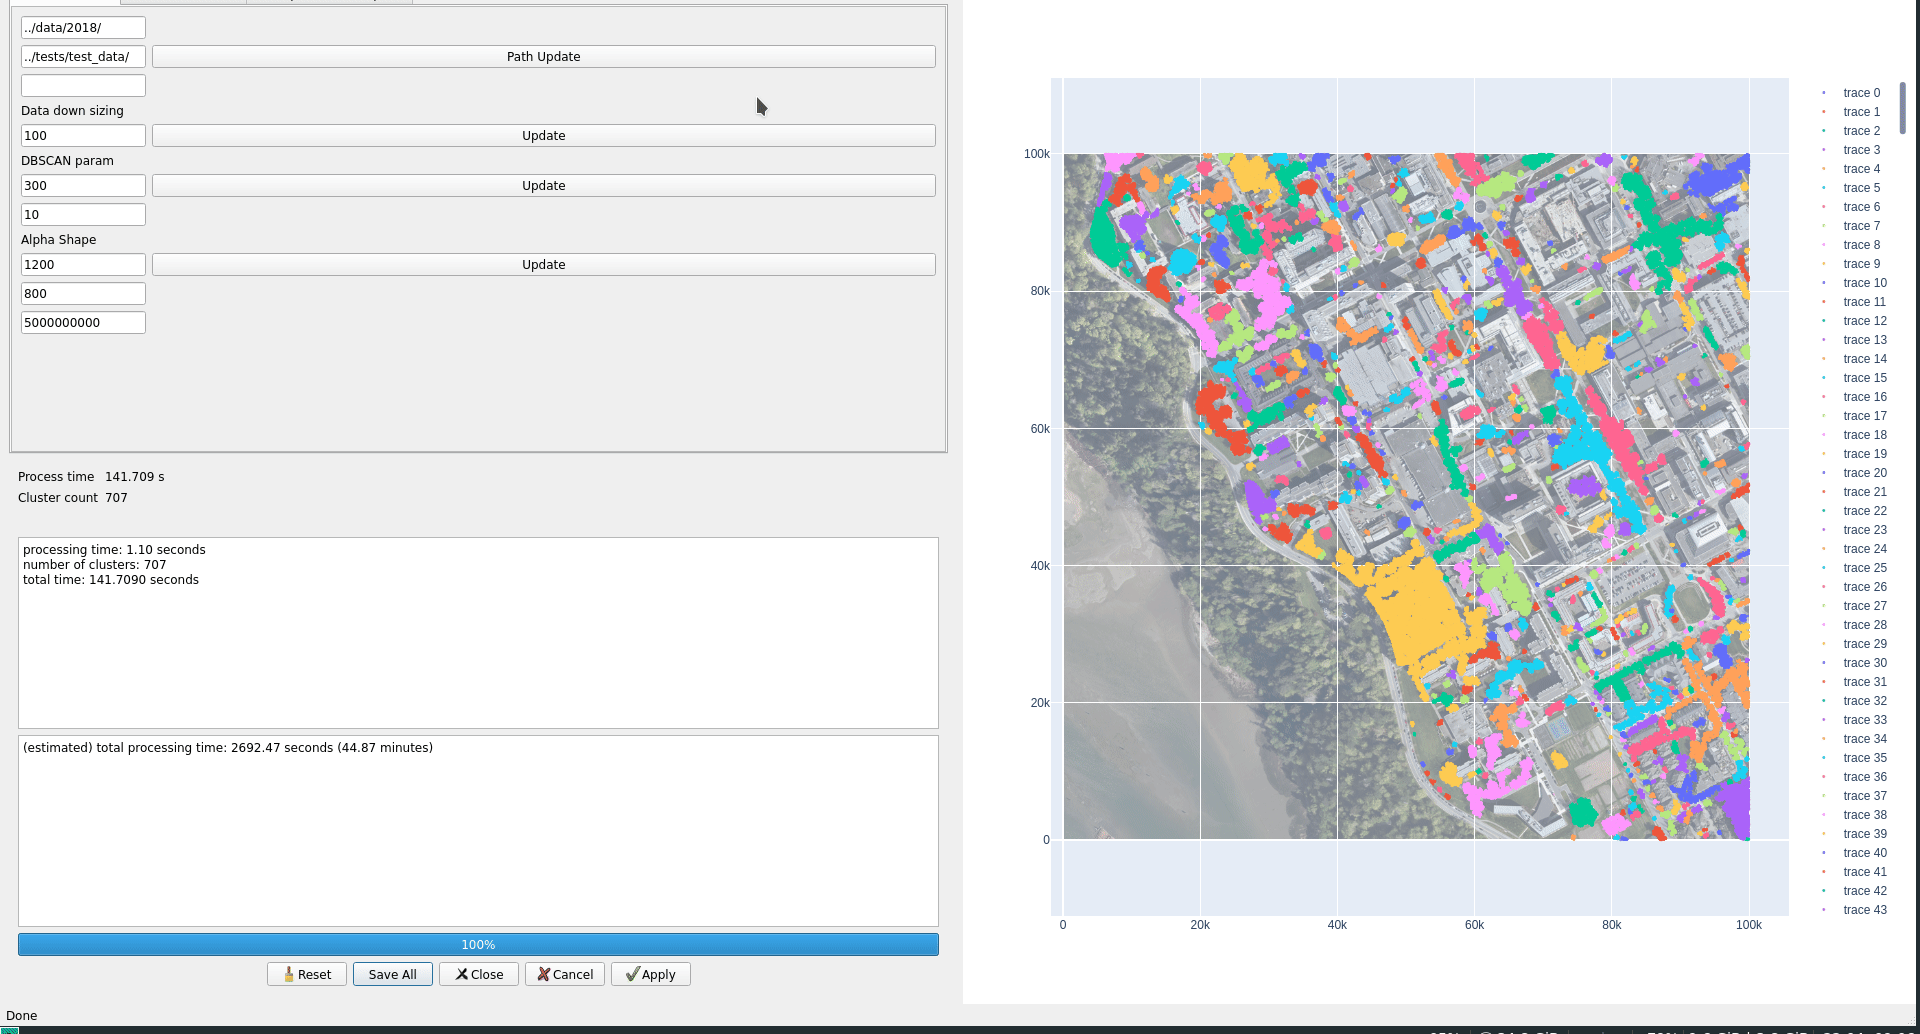 ../data/2018/
../tests/test_data/
Path Update
Data down sizing
100
Update
DBSCAN param
300
Update
10
Alpha Shape
1200
Update
800
5000000000
Process time 141.709 s
Cluster count 707
processing time: 1.10 seconds
number of clusters: 707
total time: 141.7090 seconds
(estimated) total processing time: 2692.47 seconds (44.87 minutes)
100%
Reset
Save All
Close
Cancel
Apply
Done
100k
80k
60k
40k
20k
0
0
20k
40k
60k
80k
100k
trace 0
trace 1
trace 2
trace 3
trace 4
trace 5
trace 6
trace 7
trace 8
trace 9
trace 10
trace 11
trace 12
trace 13
trace 14
trace 15
trace 16
trace 17
trace 18
trace 19
trace 20
trace 21
trace 22
trace 23
trace 24
trace 25
trace 26
trace 27
trace 28
trace 29
trace 30
trace 31
trace 32
trace 33
trace 34
trace 35
trace 36
trace 37
trace 38
trace 39
trace 40
trace 41
trace 42
trace 43